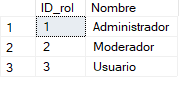 ID_rol Nombre
1 1 Administrador
2 2 Moderador
3 3 Usuario